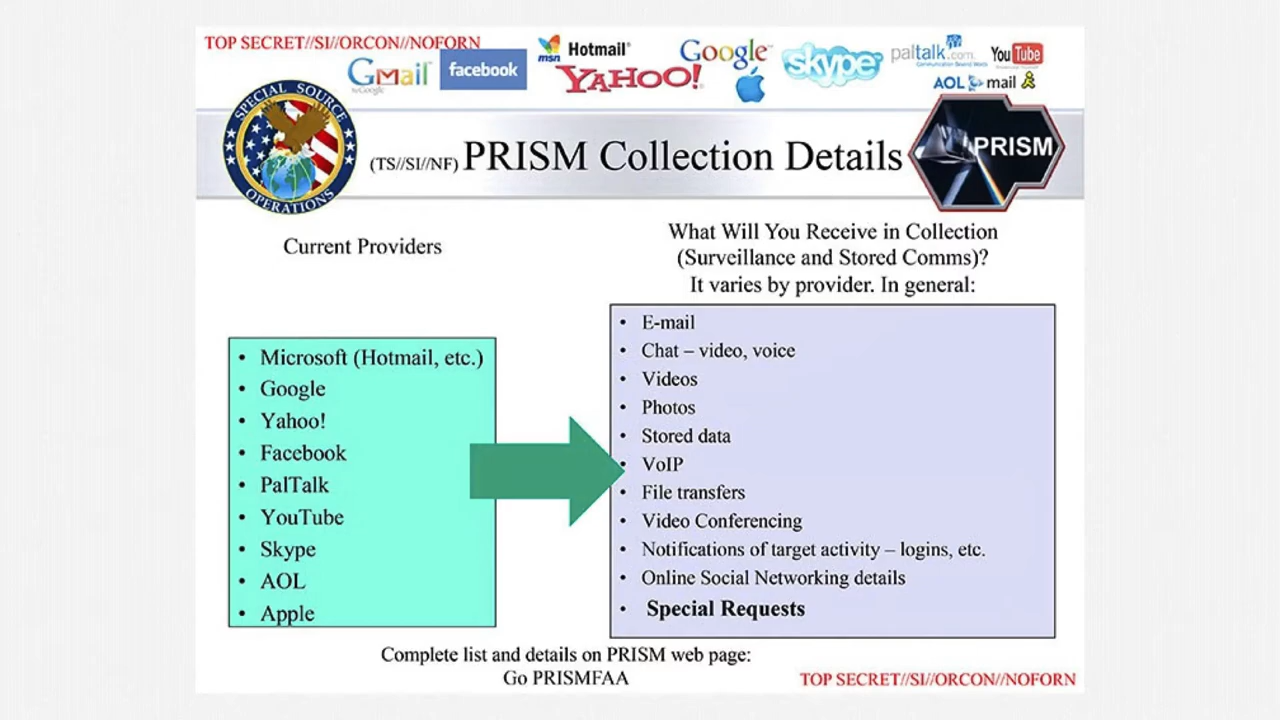 TOP SECRET//SI//ORCON//NOFORN
Gmail
by Google
facebook
msn Hotmail
YAHOO!
Google
skype
paltalk.com
Communication Beyond Words
YouTube
AOL mail
SPECIAL SOURCE OPERATIONS
(TS//SI//NF) PRISM Collection Details
PRISM
Current Providers
• Microsoft (Hotmail, etc.)
• Google
• Yahoo!
• Facebook
• PalTalk
• YouTube
• Skype
• AOL
• Apple
What Will You Receive in Collection
(Surveillance and Stored Comms)?
It varies by provider. In general:
• E-mail
• Chat – video, voice
• Videos
• Photos
• Stored data
• VoIP
• File transfers
• Video Conferencing
• Notifications of target activity – logins, etc.
• Online Social Networking details
• Special Requests
Complete list and details on PRISM web page:
Go PRISMFAA
TOP SECRET//SI//ORCON//NOFORN